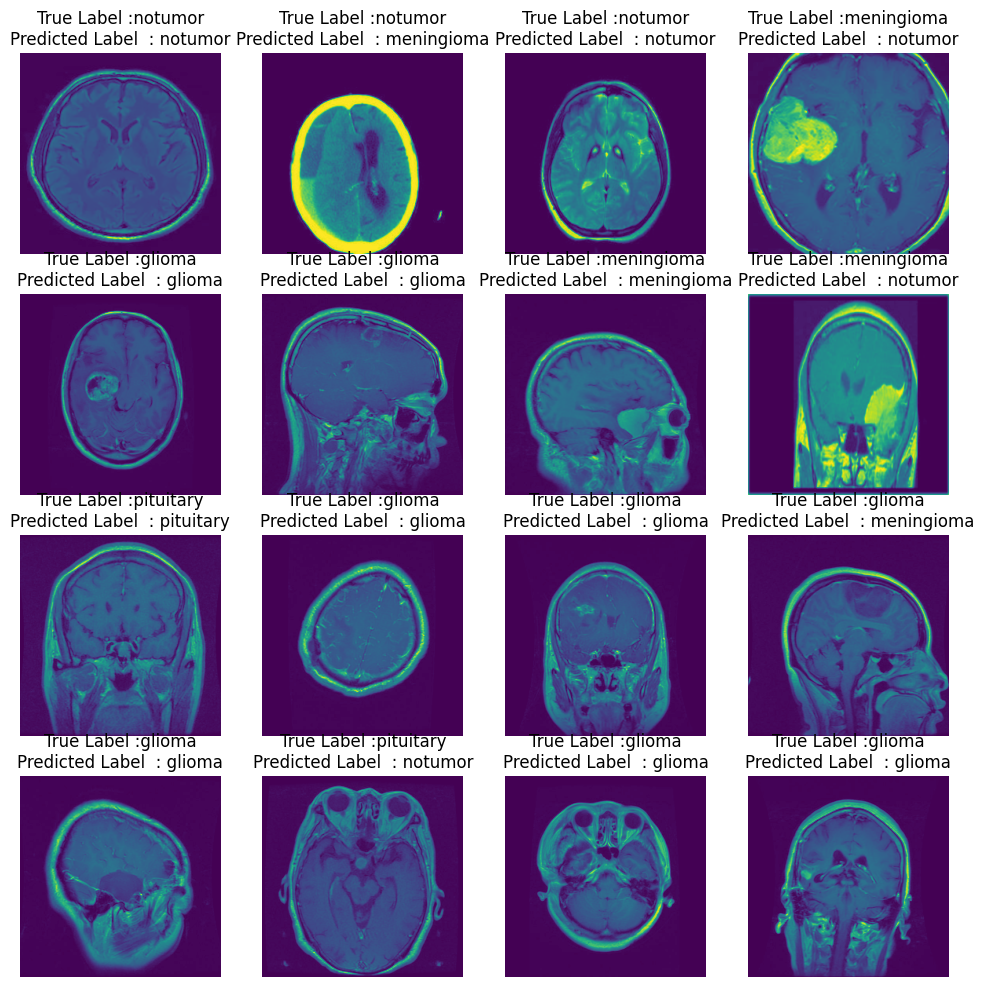 True Label :notumor
Predicted Label  : notumor
True Label :notumor
Predicted Label  : meningioma
True Label :notumor
Predicted Label  : notumor
True Label :meningioma
Predicted Label  : notumor
True Label :glioma
Predicted Label  : glioma
True Label :glioma
Predicted Label  : glioma
True Label :meningioma
Predicted Label  : meningioma
True Label :meningioma
Predicted Label  : notumor
True Label :pituitary
Predicted Label  : pituitary
True Label :glioma
Predicted Label  : glioma
True Label :glioma
Predicted Label  : glioma
True Label :glioma
Predicted Label  : meningioma
True Label :glioma
Predicted Label  : glioma
True Label :pituitary
Predicted Label  : notumor
True Label :glioma
Predicted Label  : glioma
True Label :glioma
Predicted Label  : glioma